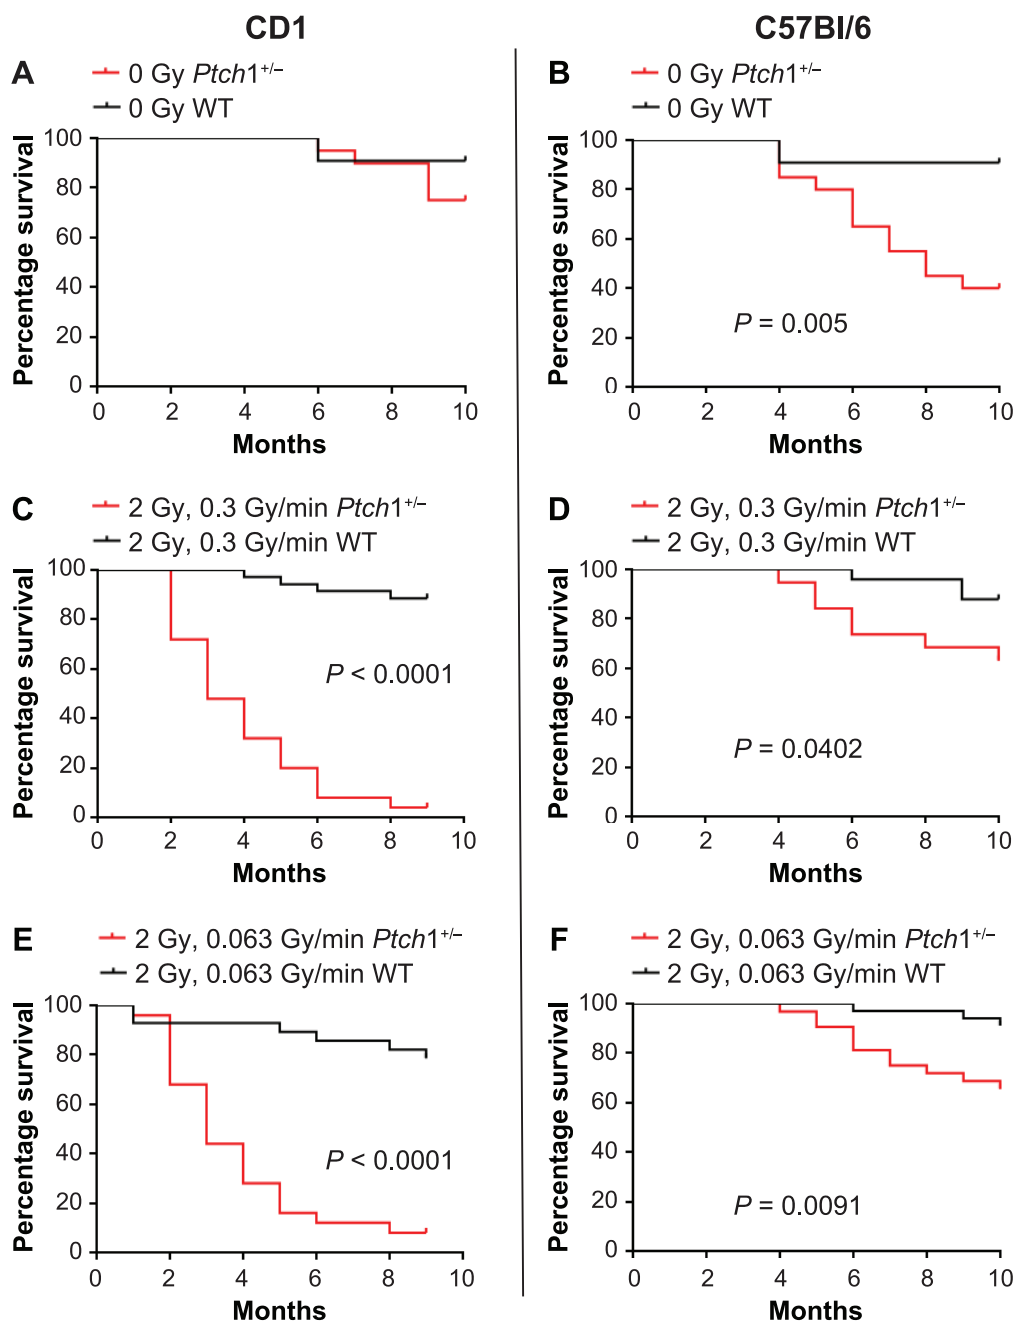 CD1
C57Bl/6
A
0 Gy Ptch1+/–
0 Gy WT
Percentage survival
100
80
60
40
20
0
0 2 4 6 8 10
Months
B
0 Gy Ptch1+/–
0 Gy WT
Percentage survival
100
80
60
40
20
0
P = 0.005
0 2 4 6 8 10
Months
C
2 Gy, 0.3 Gy/min Ptch1+/–
2 Gy, 0.3 Gy/min WT
Percentage survival
100
80
60
40
20
0
P < 0.0001
0 2 4 6 8 10
Months
D
2 Gy, 0.3 Gy/min Ptch1+/–
2 Gy, 0.3 Gy/min WT
Percentage survival
100
80
60
40
20
0
P = 0.0402
0 2 4 6 8 10
Months
E
2 Gy, 0.063 Gy/min Ptch1+/–
2 Gy, 0.063 Gy/min WT
Percentage survival
100
80
60
40
20
0
P < 0.0001
0 2 4 6 8 10
Months
F
2 Gy, 0.063 Gy/min Ptch1+/–
2 Gy, 0.063 Gy/min WT
Percentage survival
100
80
60
40
20
0
P = 0.0091
0 2 4 6 8 10
Months